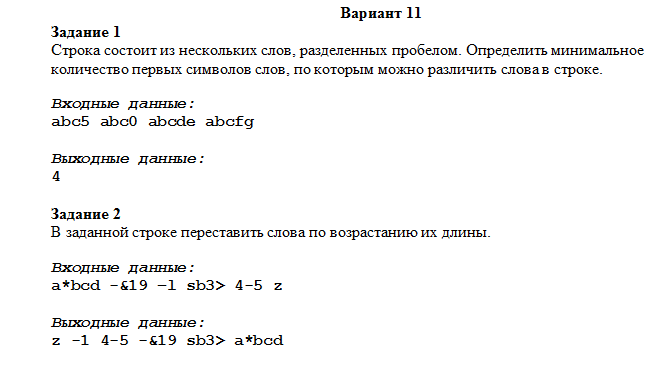 Вариант 11
Задание 1
Строка состоит из нескольких слов, разделенных пробелом. Определить минимальное
количество первых символов слов, по которым можно различить слова в строке.
Входные данные:
abc5 abc0 abcde abcfg
Выходные данные:
4
Задание 2
В заданной строке переставить слова по возрастанию их длины.
Входные данные:
a*bcd -&19 –1 sb3> 4-5 z
Выходные данные:
z -1 4-5 -&19 sb3> a*bcd